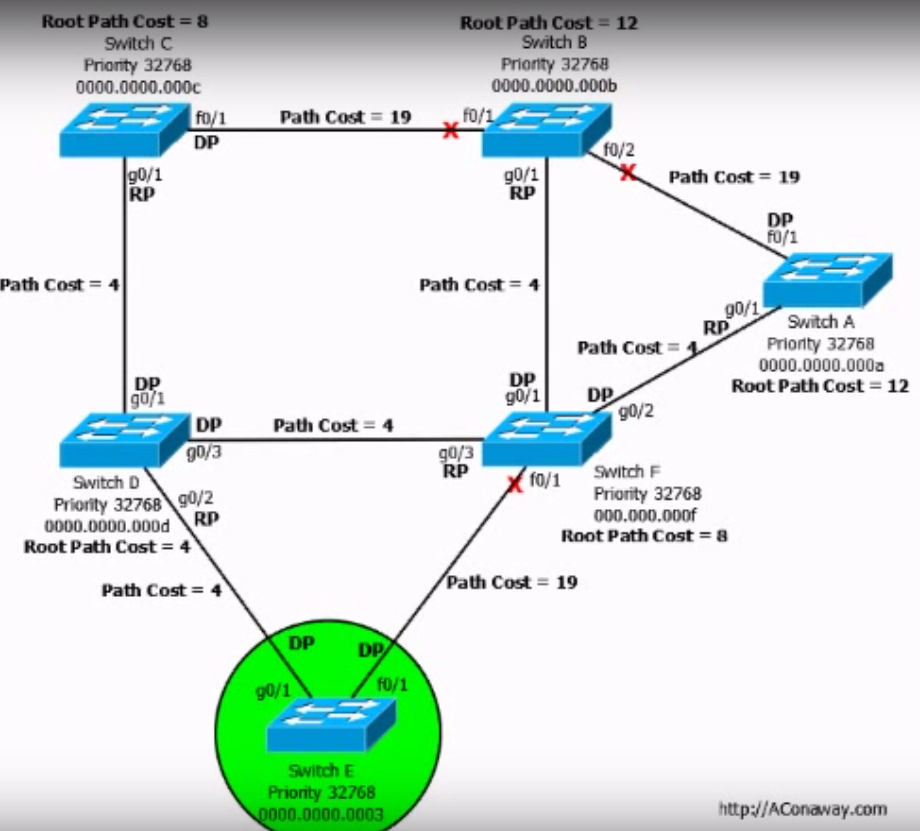 Root Path Cost = 8
Switch C
Priority 32768
0000.0000.000c
Root Path Cost = 12
Switch B
Priority 32768
0000.0000.000b
f0/1
DP
Path Cost = 19
x
f0/1
f0/2
x
Path Cost = 19
g0/1
RP
g0/1
RP
DP
f0/1
Path Cost = 4
Path Cost = 4
g0/1
RP
Path Cost = 4
Switch A
Priority 32768
0000.0000.000a
Root Path Cost = 12
DP
g0/1
DP
g0/1
DP
g0/2
DP
g0/3
Path Cost = 4
g0/3
RP
x
f0/1
Switch D
Priority 32768
0000.0000.000d
Root Path Cost = 4
g0/2
RP
Switch F
Priority 32768
000.000.000f
Root Path Cost = 8
Path Cost = 4
Path Cost = 19
DP
DP
g0/1
f0/1
Switch E
Priority 32768
0000.0000.0003
http://AConaway.com